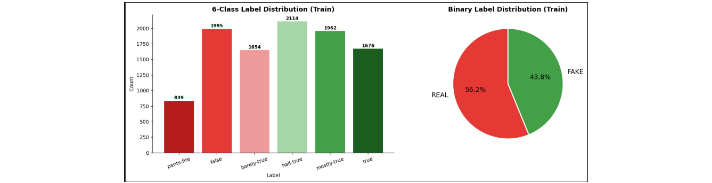 6-Class Label Distribution (Train)
2114
1995
1962
1654
1676
839
2000
1750
1500
1250
1000
750
500
250
0
Count
pants-fire
false
barely-true
half-true
mostly-true
true
Label
Binary Label Distribution (Train)
REAL
56.2%
43.8%
FAKE